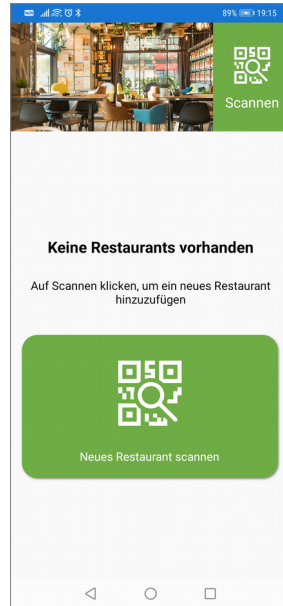 89% 19:15
Scannen
Keine Restaurants vorhanden
Auf Scannen klicken, um ein neues Restaurant
hinzuzufügen
Neues Restaurant scannen